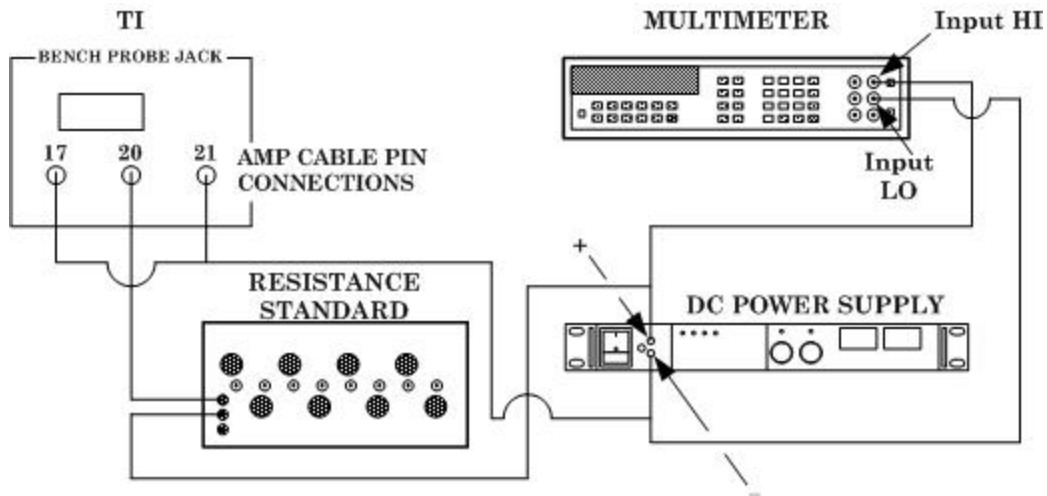 TI
BENCH PROBE JACK
17 20 21
AMP CABLE PIN
CONNECTIONS
MULTIMETER
Input HI
Input
LO
RESISTANCE
STANDARD
DC POWER SUPPLY
+
–